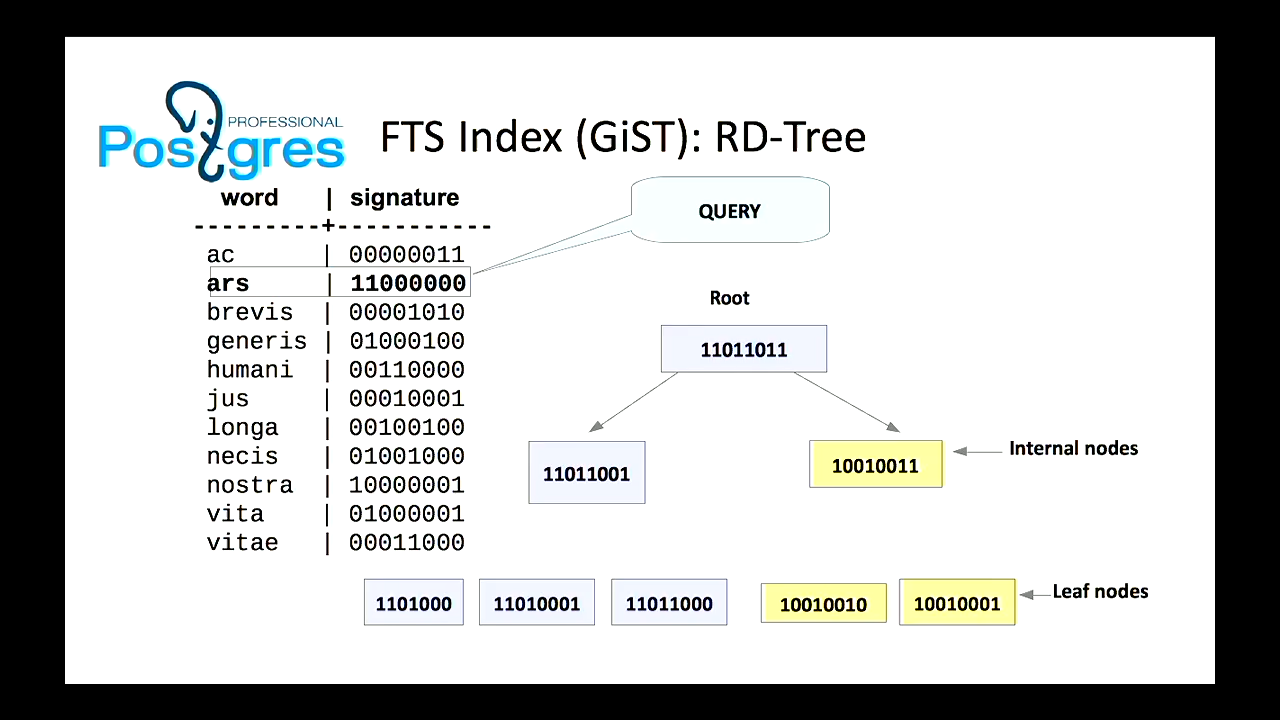 PROFESSIONAL
Postgres
FTS Index (GiST): RD-Tree
word | signature
---------+-----------
ac | 00000011
ars | 11000000
brevis | 00001010
generis | 01000100
humani | 00110000
jus | 00010001
longa | 00100100
necis | 01001000
nostra | 10000001
vita | 01000001
vitae | 00011000
QUERY
Root
11011011
11011001
10010011
Internal nodes
1101000
11010001
11011000
10010010
10010001
Leaf nodes